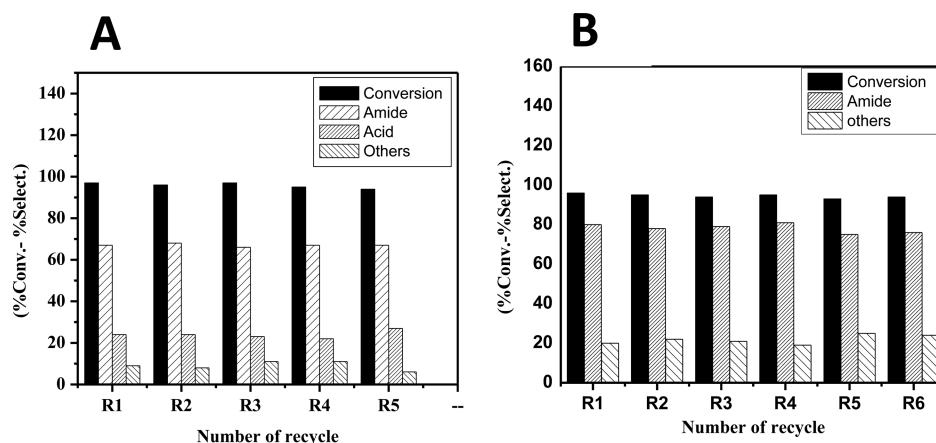 A
140
120
100
80
60
40
20
0
(%Conv.- %Select.)
Conversion
Amide
Acid
Others
R1 R2 R3 R4 R5 --
Number of recycle
B
160
140
120
100
80
60
40
20
0
(%Conv.-%Select.)
Conversion
Amide
others
R1 R2 R3 R4 R5 R6
Number of recycle